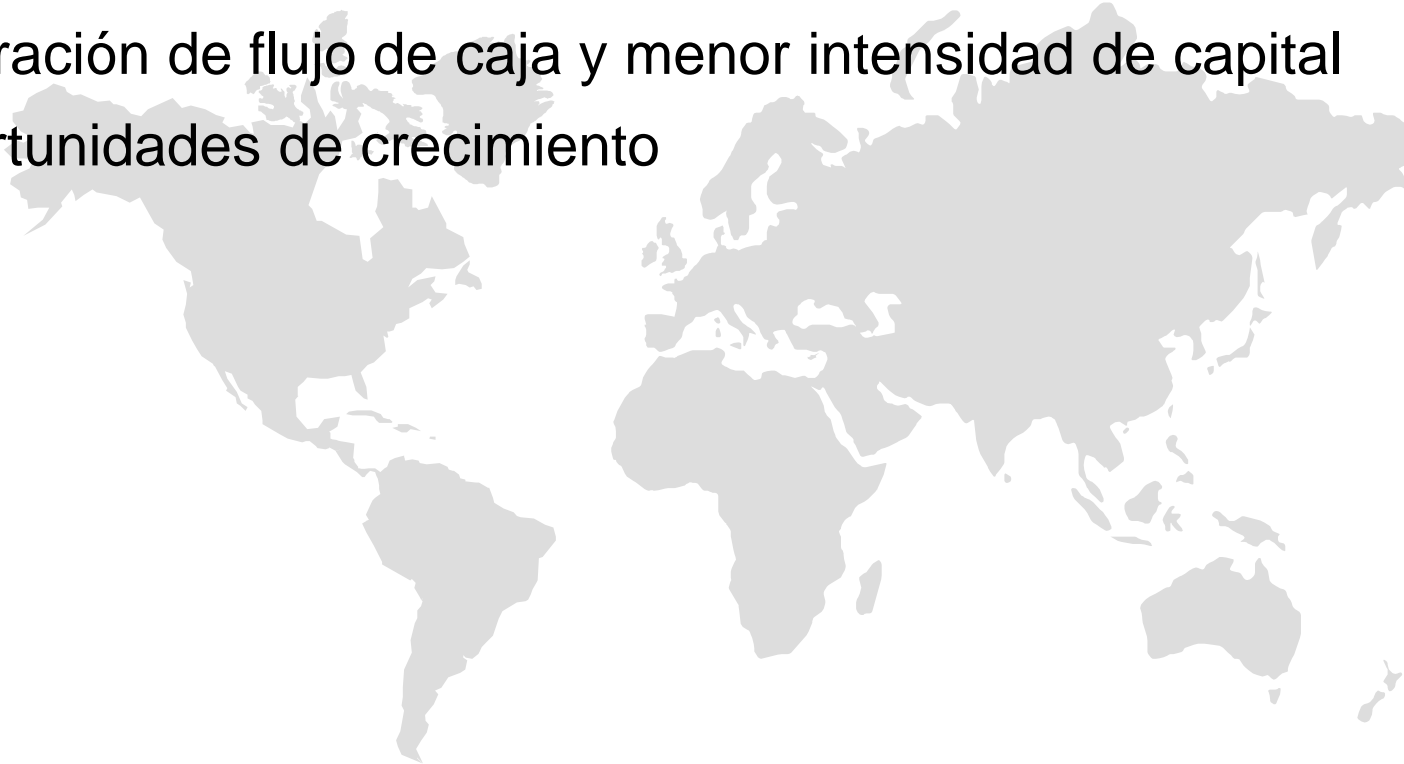 ración de flujo de caja y menor intensidad de capital
rtunidades de crecimiento